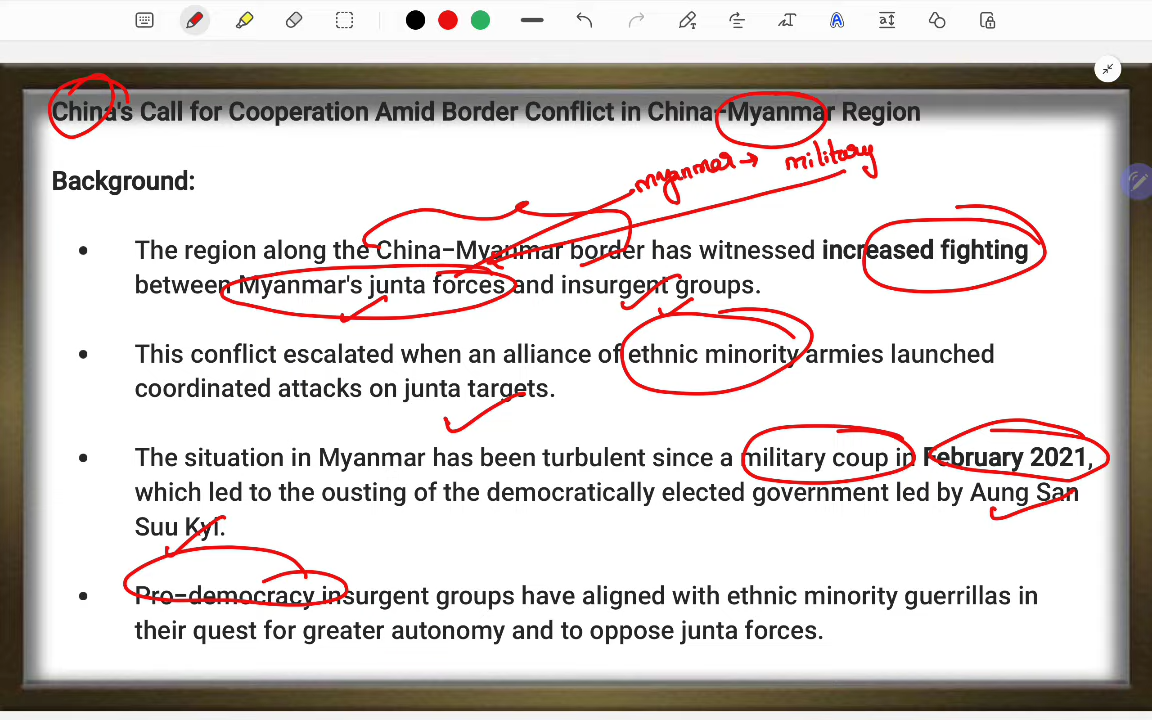 China's Call for Cooperation Amid Border Conflict in China-Myanmar Region
myanmar → military
Background:
• The region along the China-Myanmar border has witnessed increased fighting
between Myanmar's junta forces and insurgent groups.
• This conflict escalated when an alliance of ethnic minority armies launched
coordinated attacks on junta targets.
• The situation in Myanmar has been turbulent since a military coup in February 2021,
which led to the ousting of the democratically elected government led by Aung San
Suu Kyi.
• Pro-democracy insurgent groups have aligned with ethnic minority guerrillas in
their quest for greater autonomy and to oppose junta forces.